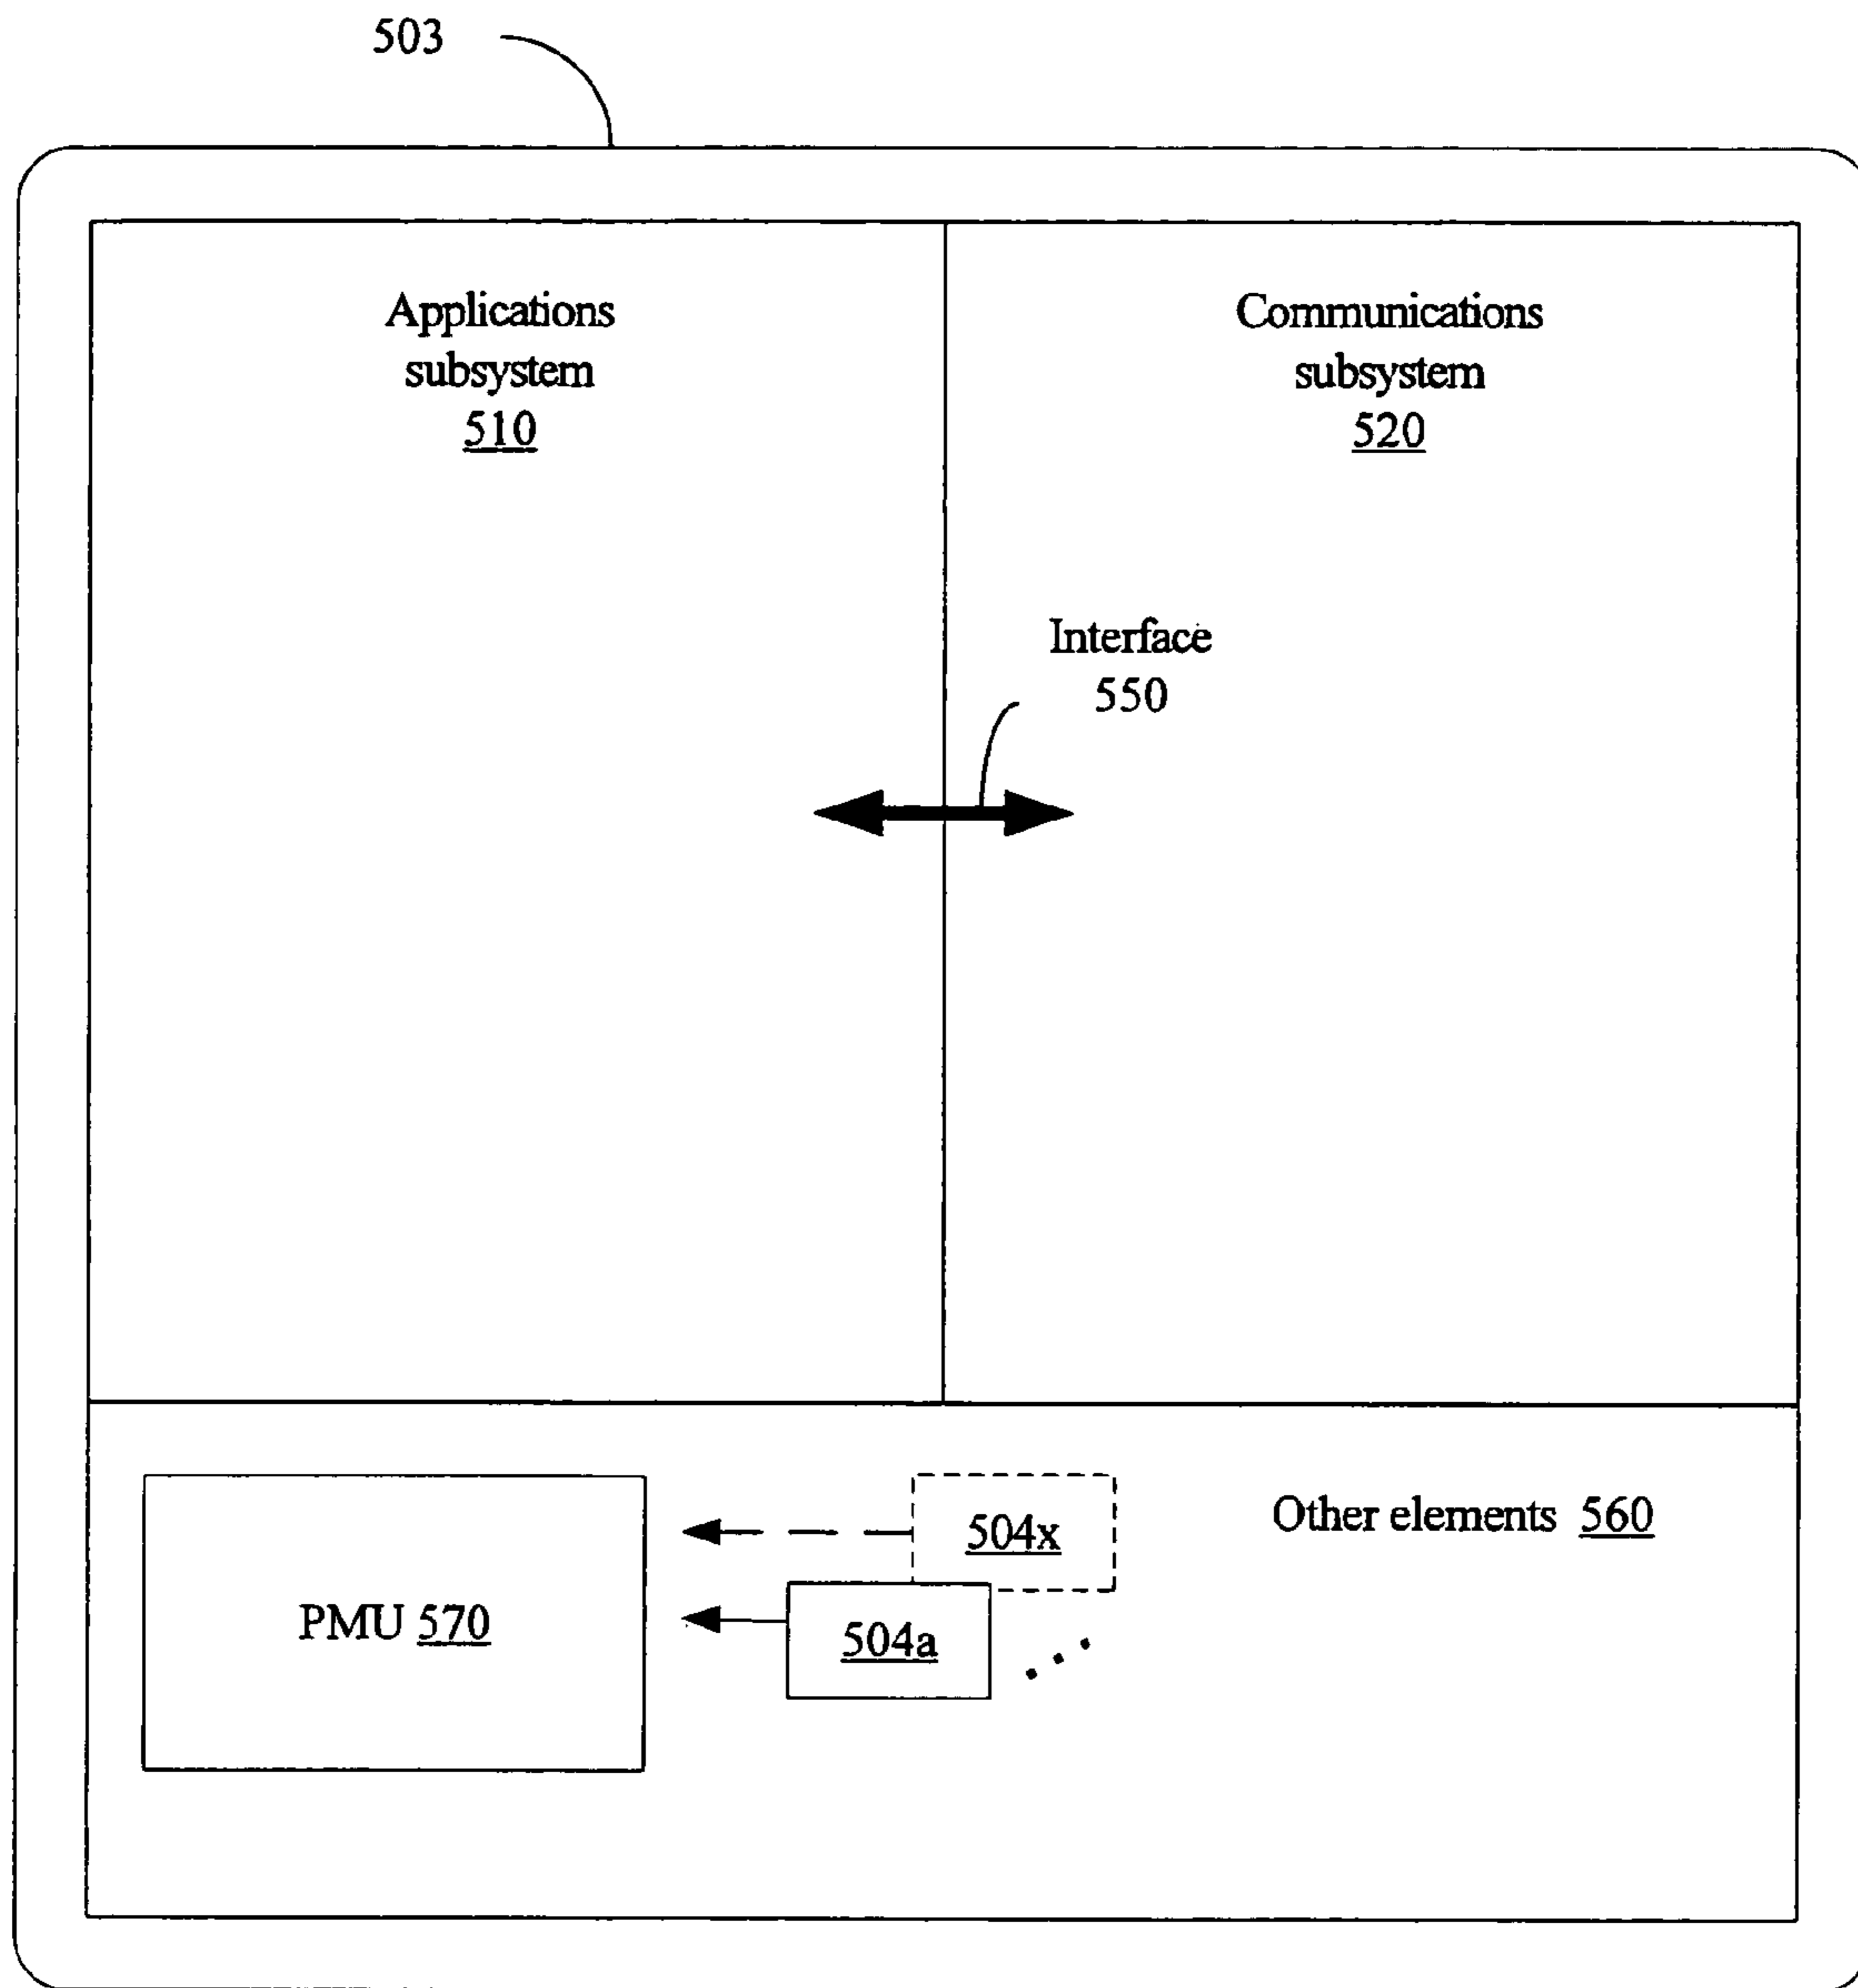 503
Applications
subsystem
510
Communications
subsystem
520
Interface
550
504x
Other elements 560
PMU 570
504a